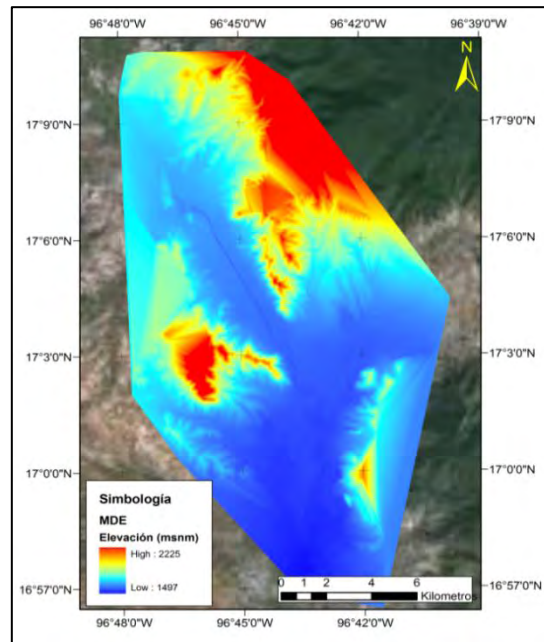 96°48'0"W 96°45'0"W 96°42'0"W 96°39'0"W
N
17°9'0"N 17°9'0"N
17°6'0"N 17°6'0"N
17°3'0"N 17°3'0"N
17°0'0"N 17°0'0"N
Simbología
MDE
Elevación (msnm)
High : 2225
Low : 1497
0 1 2 4 6
Kilometros
16°57'0"N 16°57'0"N
96°48'0"W 96°45'0"W 96°42'0"W